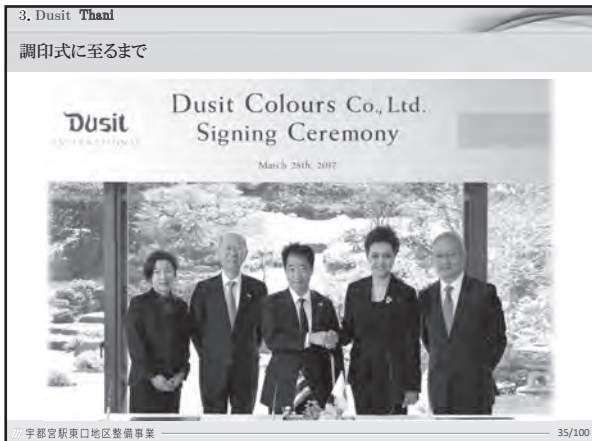 3. Dusit Thani
調印式に至るまで
Dusit
INTERNATIONAL
Dusit Colours Co., Ltd.
Signing Ceremony
March 28th, 2017
宇都宮駅東口地区整備事業
35/100